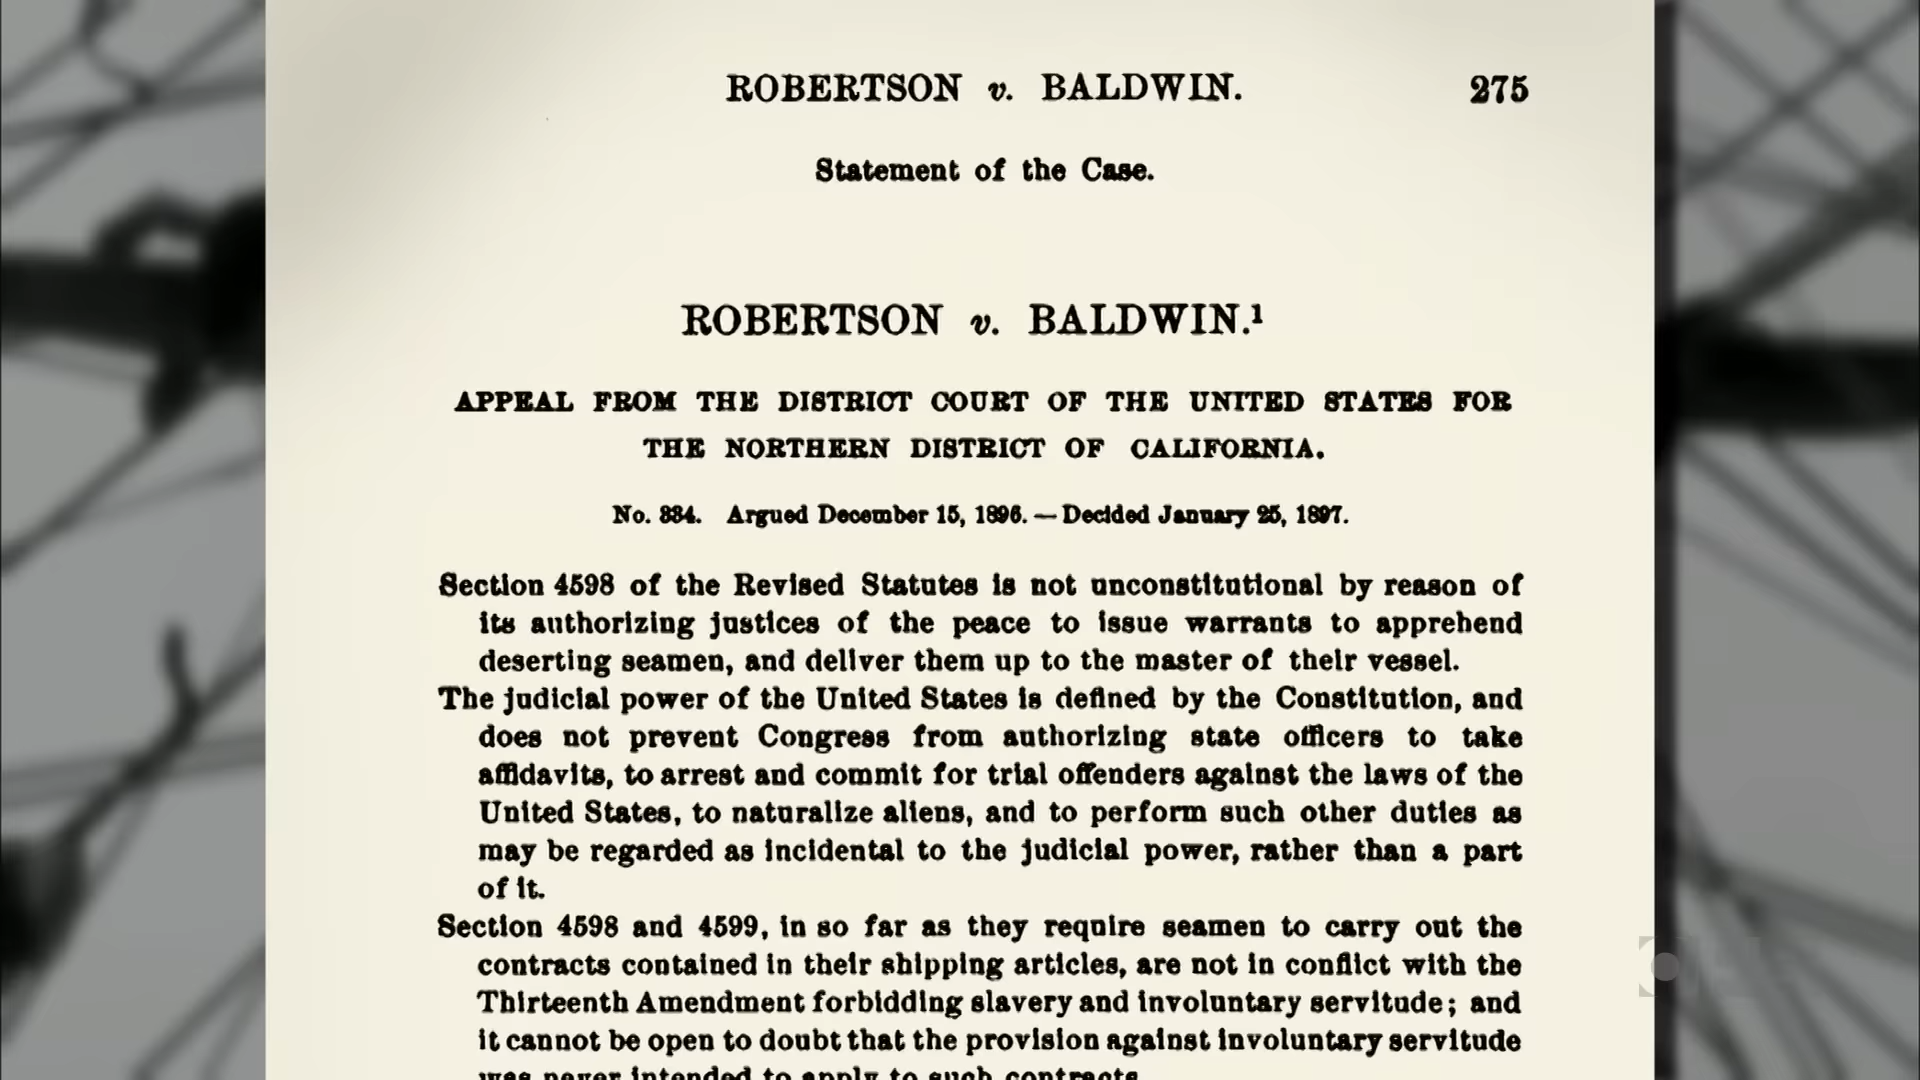 ROBERTSON v. BALDWIN. 275
Statement of the Case.
ROBERTSON v. BALDWIN.¹
APPEAL FROM THE DISTRICT COURT OF THE UNITED STATES FOR
THE NORTHERN DISTRICT OF CALIFORNIA.
No. 334. Argued December 15, 1896. — Decided January 25, 1897.
Section 4598 of the Revised Statutes is not unconstitutional by reason of
its authorizing justices of the peace to issue warrants to apprehend
deserting seamen, and deliver them up to the master of their vessel.
The judicial power of the United States is defined by the Constitution, and
does not prevent Congress from authorizing state officers to take
affidavits, to arrest and commit for trial offenders against the laws of the
United States, to naturalize aliens, and to perform such other duties as
may be regarded as incidental to the judicial power, rather than a part
of it.
Section 4598 and 4599, in so far as they require seamen to carry out the
contracts contained in their shipping articles, are not in conflict with the
Thirteenth Amendment forbidding slavery and involuntary servitude; and
it cannot be open to doubt that the provision against involuntary servitude
was never intended to apply to such contracts.